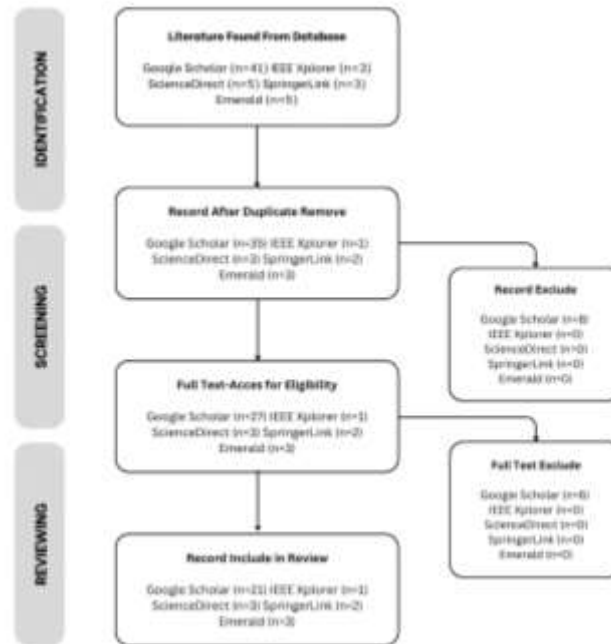 IDENTIFICATION
Literature Found From Database
Google Scholar (n=41) IEEE Xplorer (n=2)
ScienceDirect (n=5) SpringerLink (n=3)
Emerald (n=5)
SCREENING
Record After Duplicate Remove
Google Scholar (n=35) IEEE Xplorer (n=1)
ScienceDirect (n=3) SpringerLink (n=2)
Emerald (n=3)
Record Exclude
Google Scholar (n=8)
IEEE Xplorer (n=0)
ScienceDirect (n=0)
SpringerLink (n=0)
Emerald (n=0)
Full Test-Acces for Eligibility
Google Scholar (n=27) IEEE Xplorer (n=1)
ScienceDirect (n=3) SpringerLink (n=2)
Emerald (n=3)
Full Test Exclude
Google Scholar (n=6)
IEEE Xplorer (n=0)
ScienceDirect (n=0)
SpringerLink (n=0)
Emerald (n=0)
REVIEWING
Record Include in Review
Google Scholar (n=21) IEEE Xplorer (n=1)
ScienceDirect (n=3) SpringerLink (n=2)
Emerald (n=3)